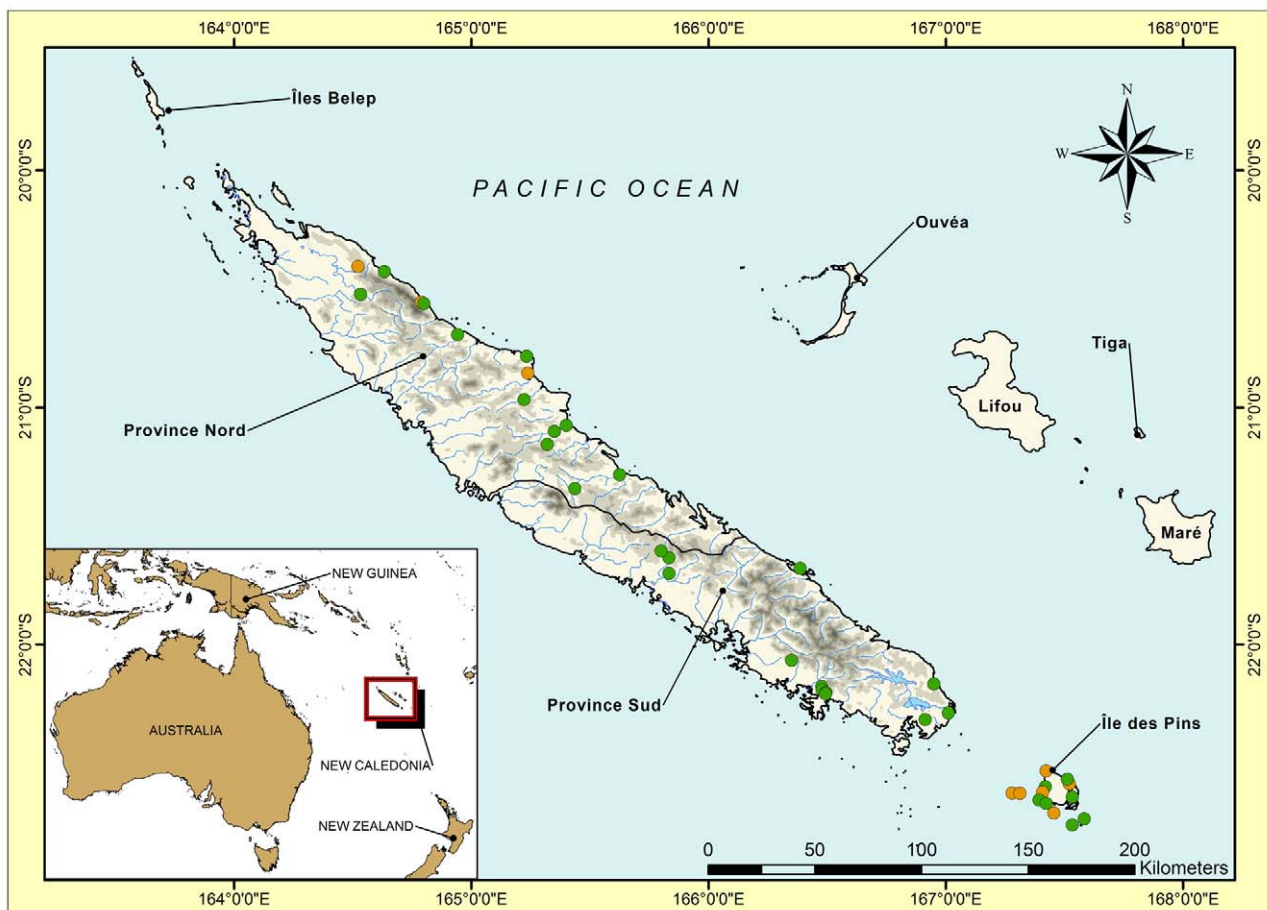 164°0'0"E 165°0'0"E 166°0'0"E 167°0'0"E 168°0'0"E
Îles Belep
N
W E
S
20°0'0"S 20°0'0"S
PACIFIC OCEAN
Ouvéa
Tiga
21°0'0"S 21°0'0"S
Lifou
Province Nord
Maré
NEW GUINEA
22°0'0"S 22°0'0"S
Province Sud
AUSTRALIA
Île des Pins
NEW CALEDONIA
NEW ZEALAND
0 50 100 150 200
Kilometers
164°0'0"E 165°0'0"E 166°0'0"E 167°0'0"E 168°0'0"E